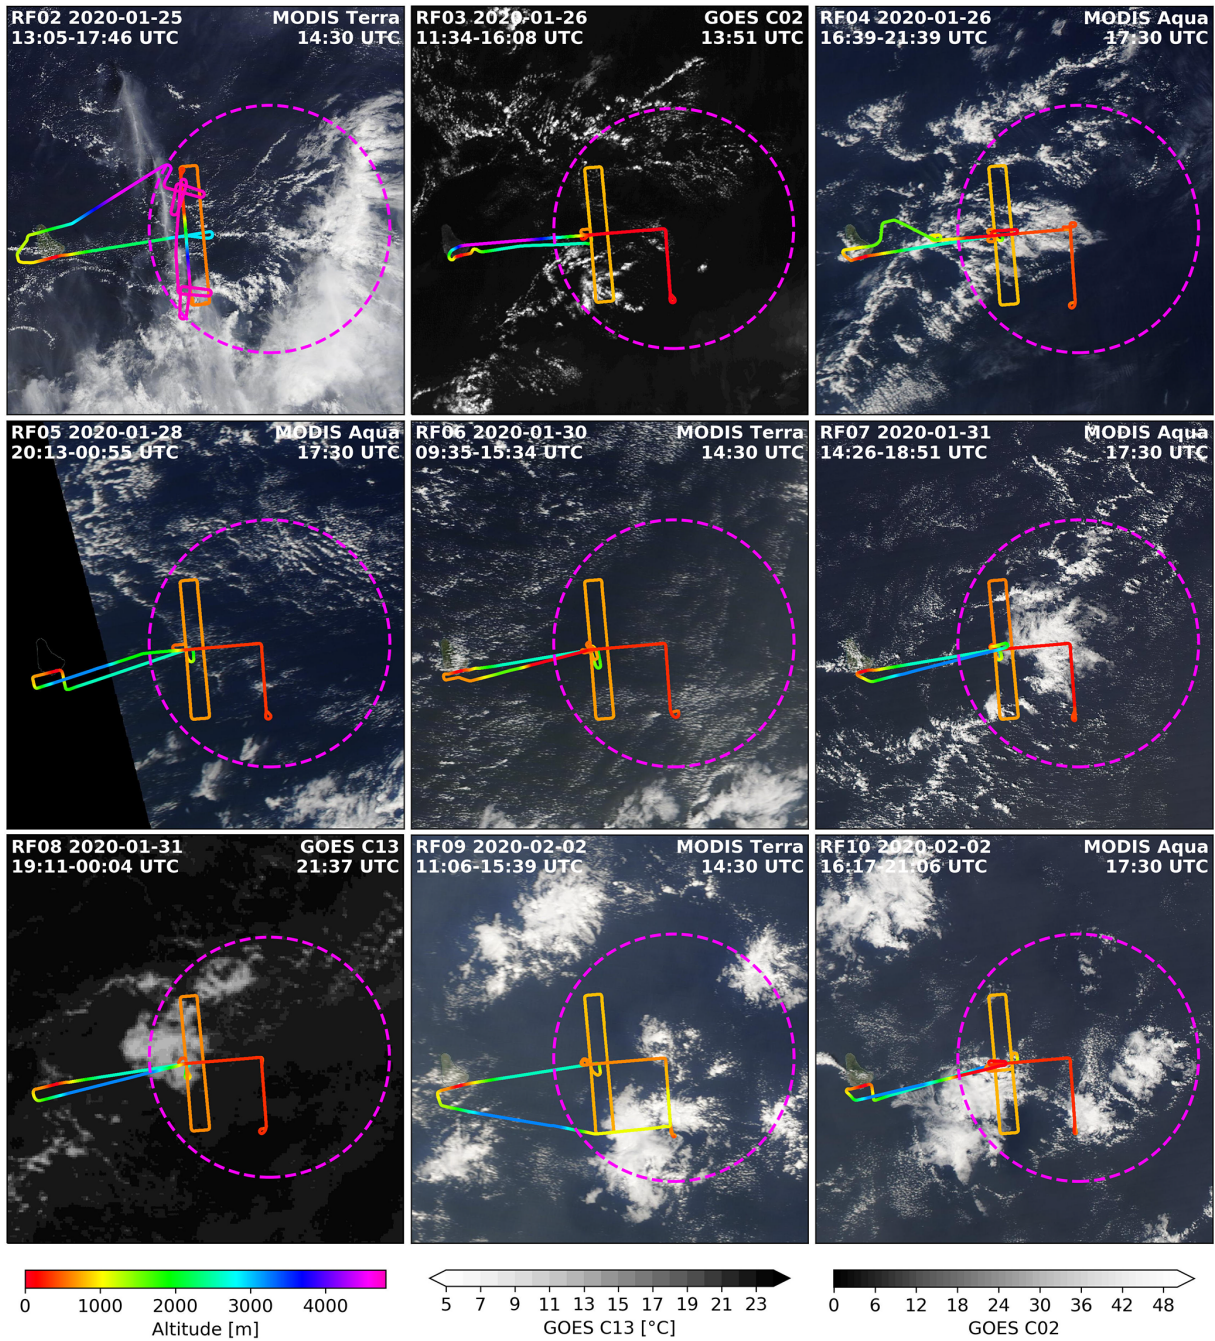 RF02 2020-01-25 MODIS Terra
13:05-17:46 UTC 14:30 UTC
RF03 2020-01-26 GOES C02
11:34-16:08 UTC 13:51 UTC
RF04 2020-01-26 MODIS Aqua
16:39-21:39 UTC 17:30 UTC
RF05 2020-01-28 MODIS Aqua
20:13-00:55 UTC 17:30 UTC
RF06 2020-01-30 MODIS Terra
09:35-15:34 UTC 14:30 UTC
RF07 2020-01-31 MODIS Aqua
14:26-18:51 UTC 17:30 UTC
RF08 2020-01-31 GOES C13
19:11-00:04 UTC 21:37 UTC
RF09 2020-02-02 MODIS Terra
11:06-15:39 UTC 14:30 UTC
RF10 2020-02-02 MODIS Aqua
16:17-21:06 UTC 17:30 UTC
0 1000 2000 3000 4000
Altitude [m]
5 7 9 11 13 15 17 19 21 23
GOES C13 [°C]
0 6 12 18 24 30 36 42 48
GOES C02